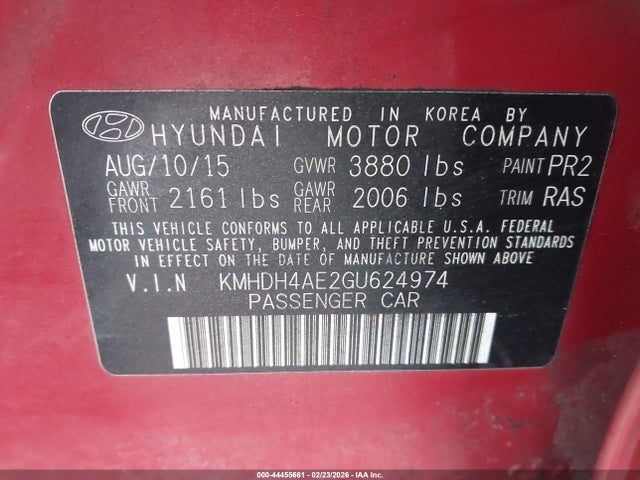 MANUFACTURED IN KOREA BY
HYUNDAI MOTOR COMPANY
AUG/10/15 GVWR 3880 lbs PAINT PR2
GAWR FRONT 2161 lbs GAWR REAR 2006 lbs TRIM RAS
THIS VEHICLE CONFORMS TO ALL APPLICABLE U.S.A. FEDERAL
MOTOR VEHICLE SAFETY, BUMPER, AND THEFT PREVENTION STANDARDS
IN EFFECT ON THE DATE OF MANUFACTURE SHOWN ABOVE.
V.I.N KMHDH4AE2GU624974
PASSENGER CAR
000-44455661 - 02/23/2026 - IAA Inc.